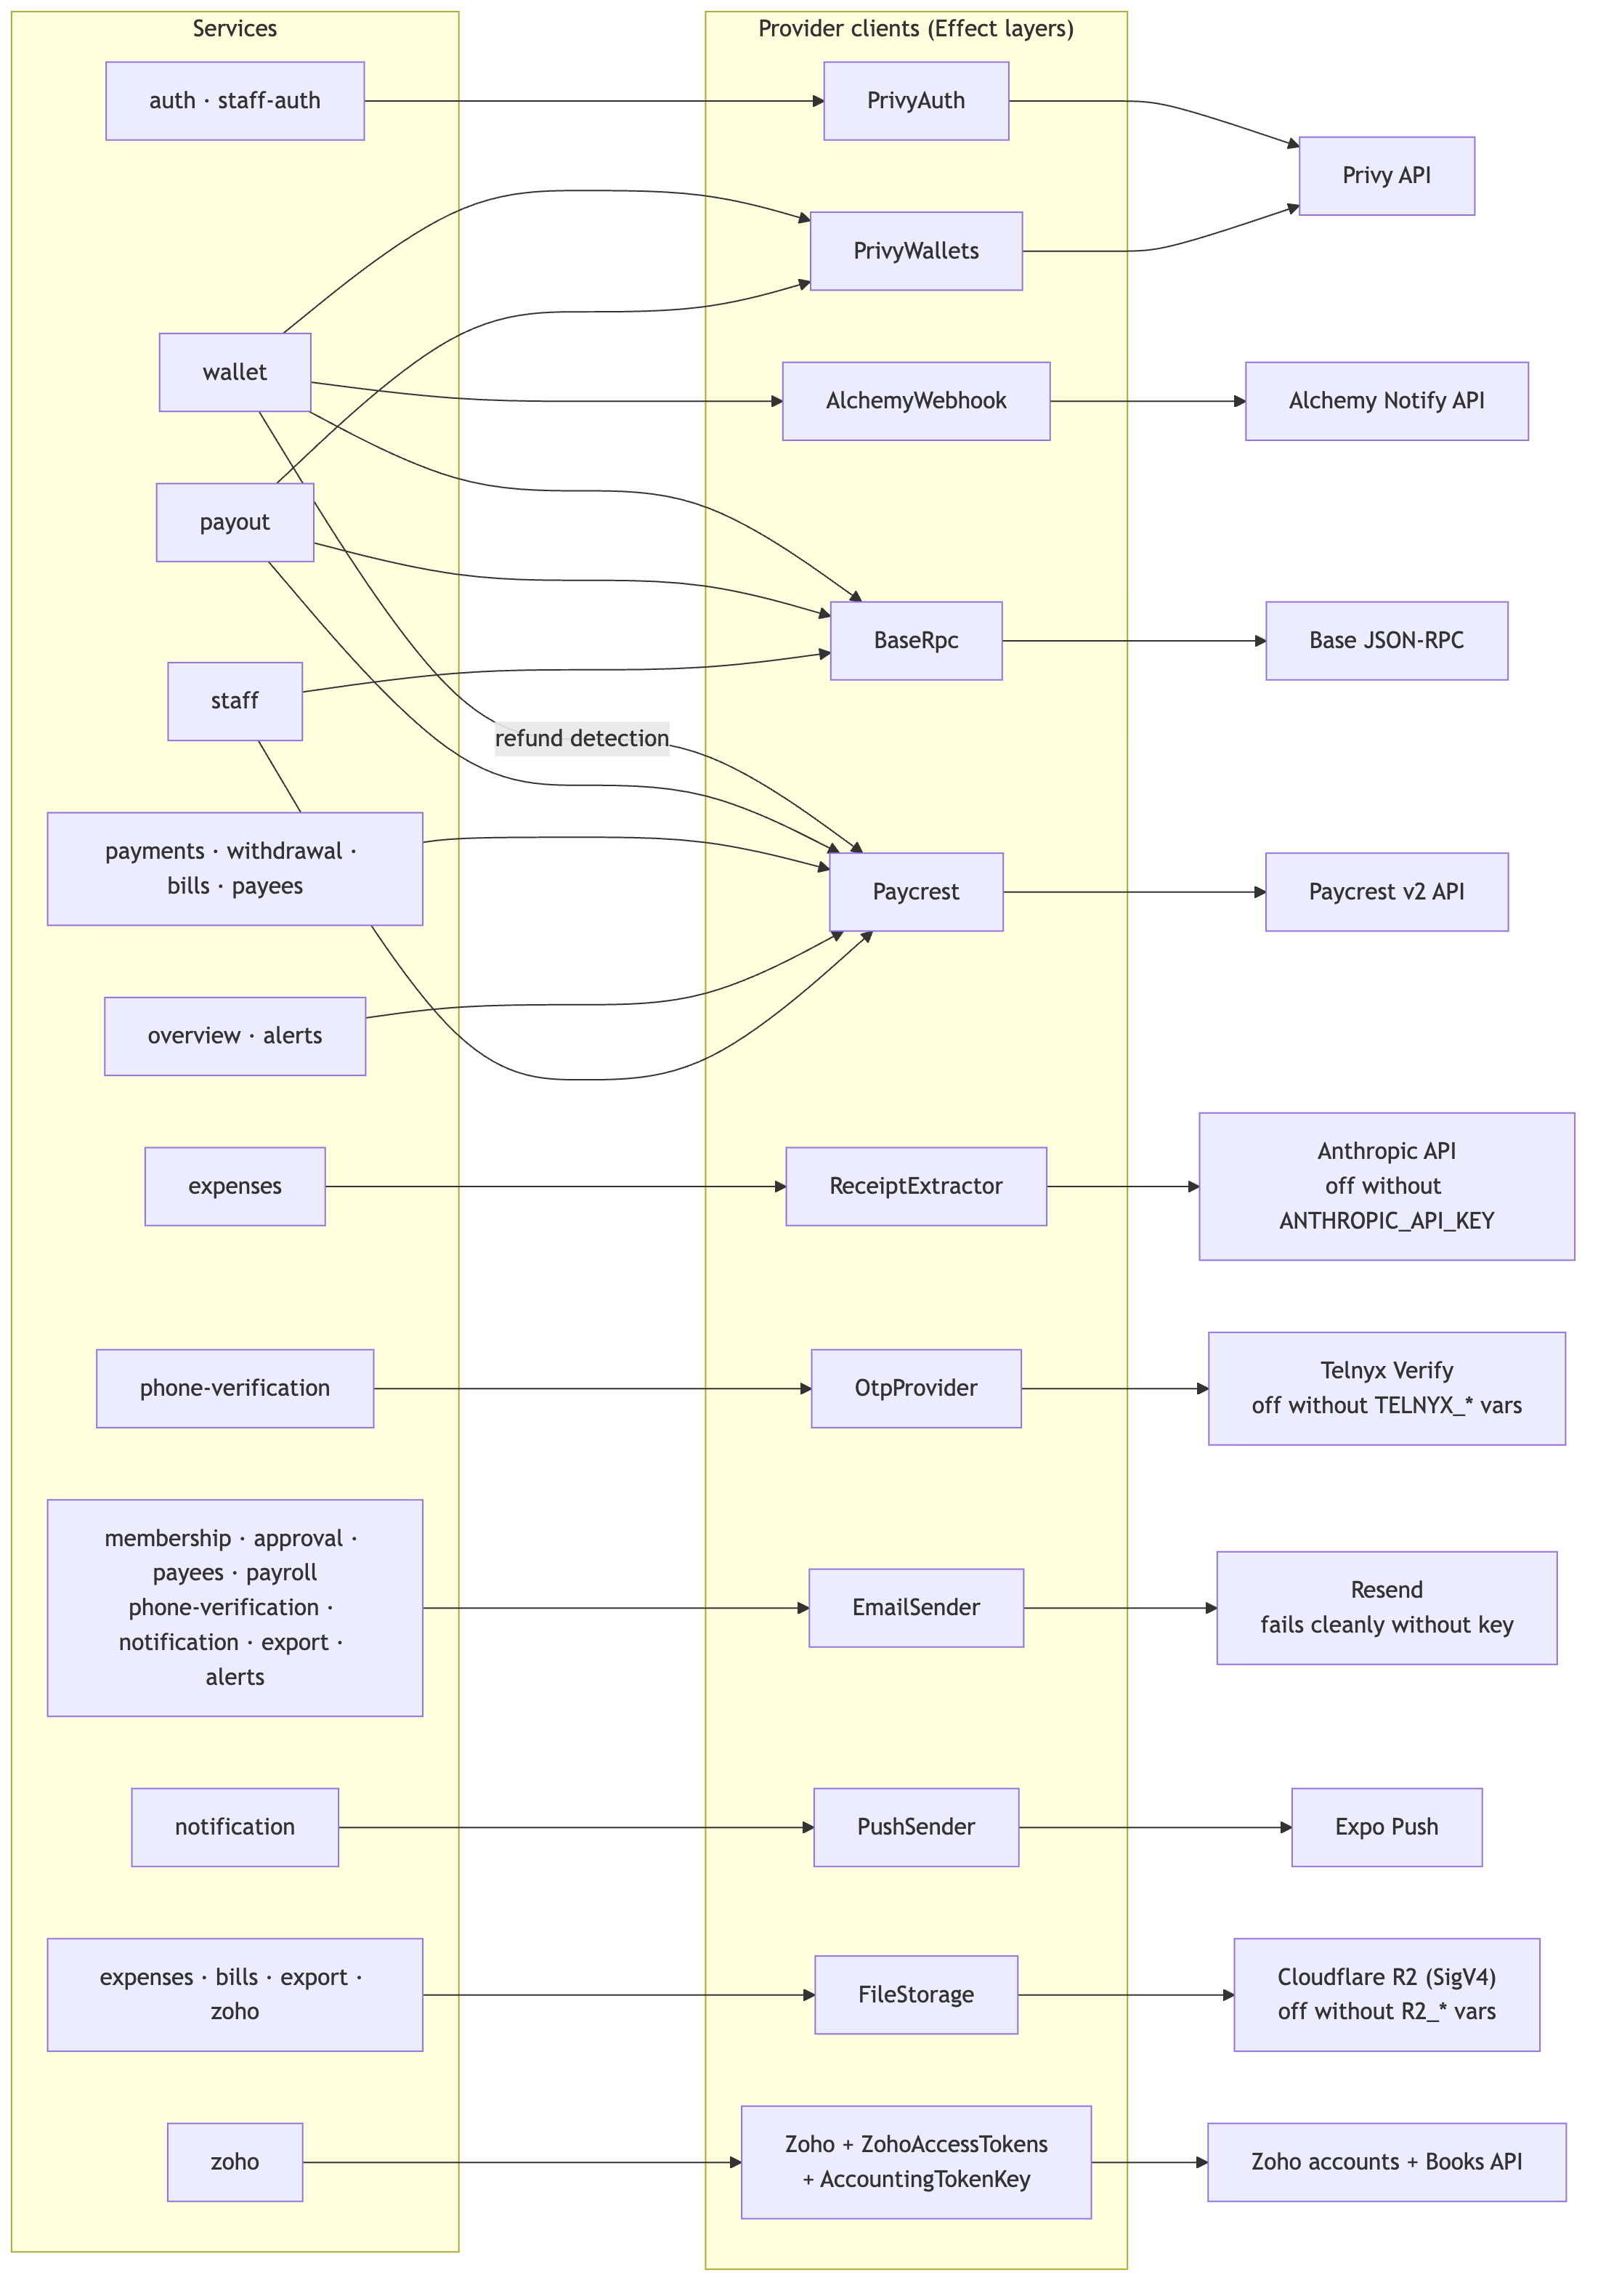 Services
Provider clients (Effect layers)
auth · staff-auth
PrivyAuth
Privy API
PrivyWallets
wallet
AlchemyWebhook
Alchemy Notify API
payout
BaseRpc
Base JSON-RPC
staff
refund detection
payments · withdrawal ·
bills · payees
Paycrest
Paycrest v2 API
overview · alerts
expenses
ReceiptExtractor
Anthropic API
off without
ANTHROPIC_API_KEY
phone-verification
OtpProvider
Telnyx Verify
off without TELNYX_* vars
membership · approval ·
payees · payroll
phone-verification ·
notification · export ·
alerts
EmailSender
Resend
fails cleanly without key
notification
PushSender
Expo Push
expenses · bills · export ·
zoho
FileStorage
Cloudflare R2 (SigV4)
off without R2_* vars
zoho
Zoho + ZohoAccessTokens
+ AccountingTokenKey
Zoho accounts + Books API